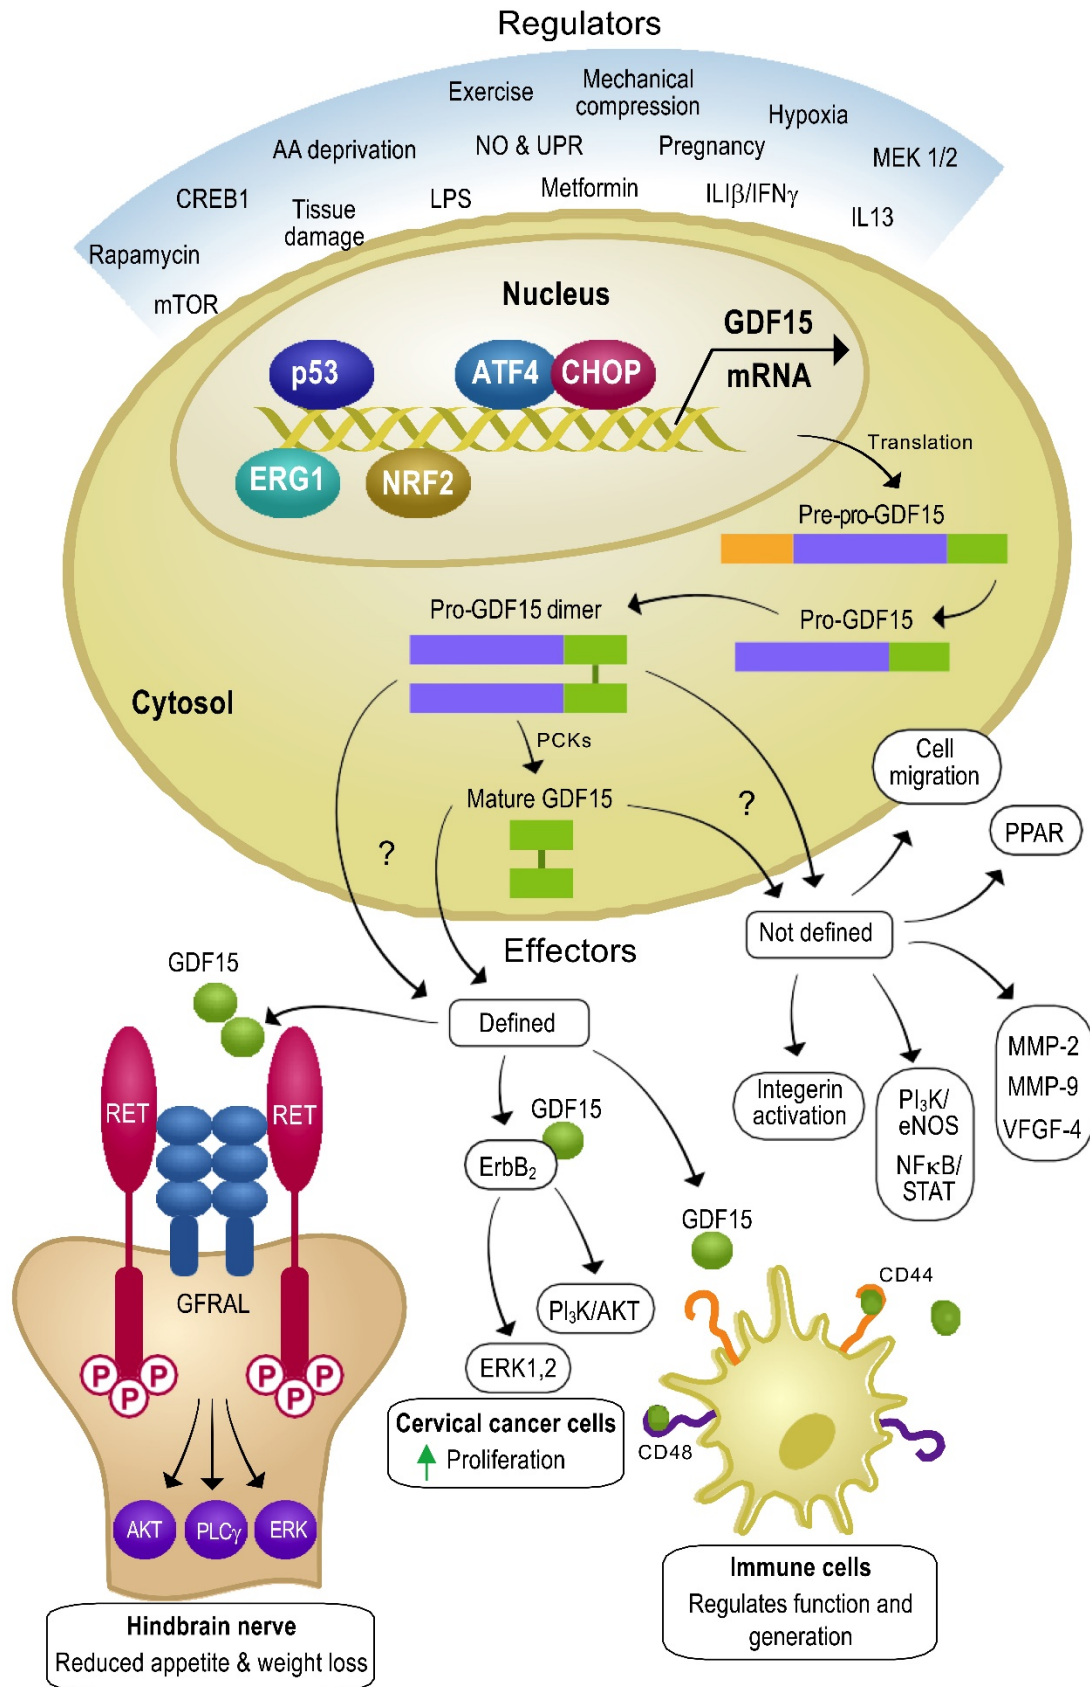 Regulators
Exercise
Mechanical
compression
Hypoxia
AA deprivation
NO & UPR
Pregnancy
MEK 1/2
CREB1
Tissue
damage
LPS
Metformin
ILIβ/IFNγ
IL13
Rapamycin
mTOR
Nucleus
GDF15
mRNA
p53
ATF4
CHOP
ERG1
NRF2
Translation
Pre-pro-GDF15
Pro-GDF15 dimer
Pro-GDF15
Cytosol
PCKs
Mature GDF15
?
?
Cell
migration
PPAR
Not defined
Effectors
GDF15
Defined
MMP-2
MMP-9
VFGF-4
Integerin
activation
PI₃K/
eNOS
NFκB/
STAT
RET
RET
GDF15
ErbB₂
GFRAL
GDF15
CD44
PI₃K/AKT
ERK1,2
P
P
P
P
P
P
Cervical cancer cells
Proliferation
CD48
AKT
PLCγ
ERK
Hindbrain nerve
Reduced appetite & weight loss
Immune cells
Regulates function and
generation